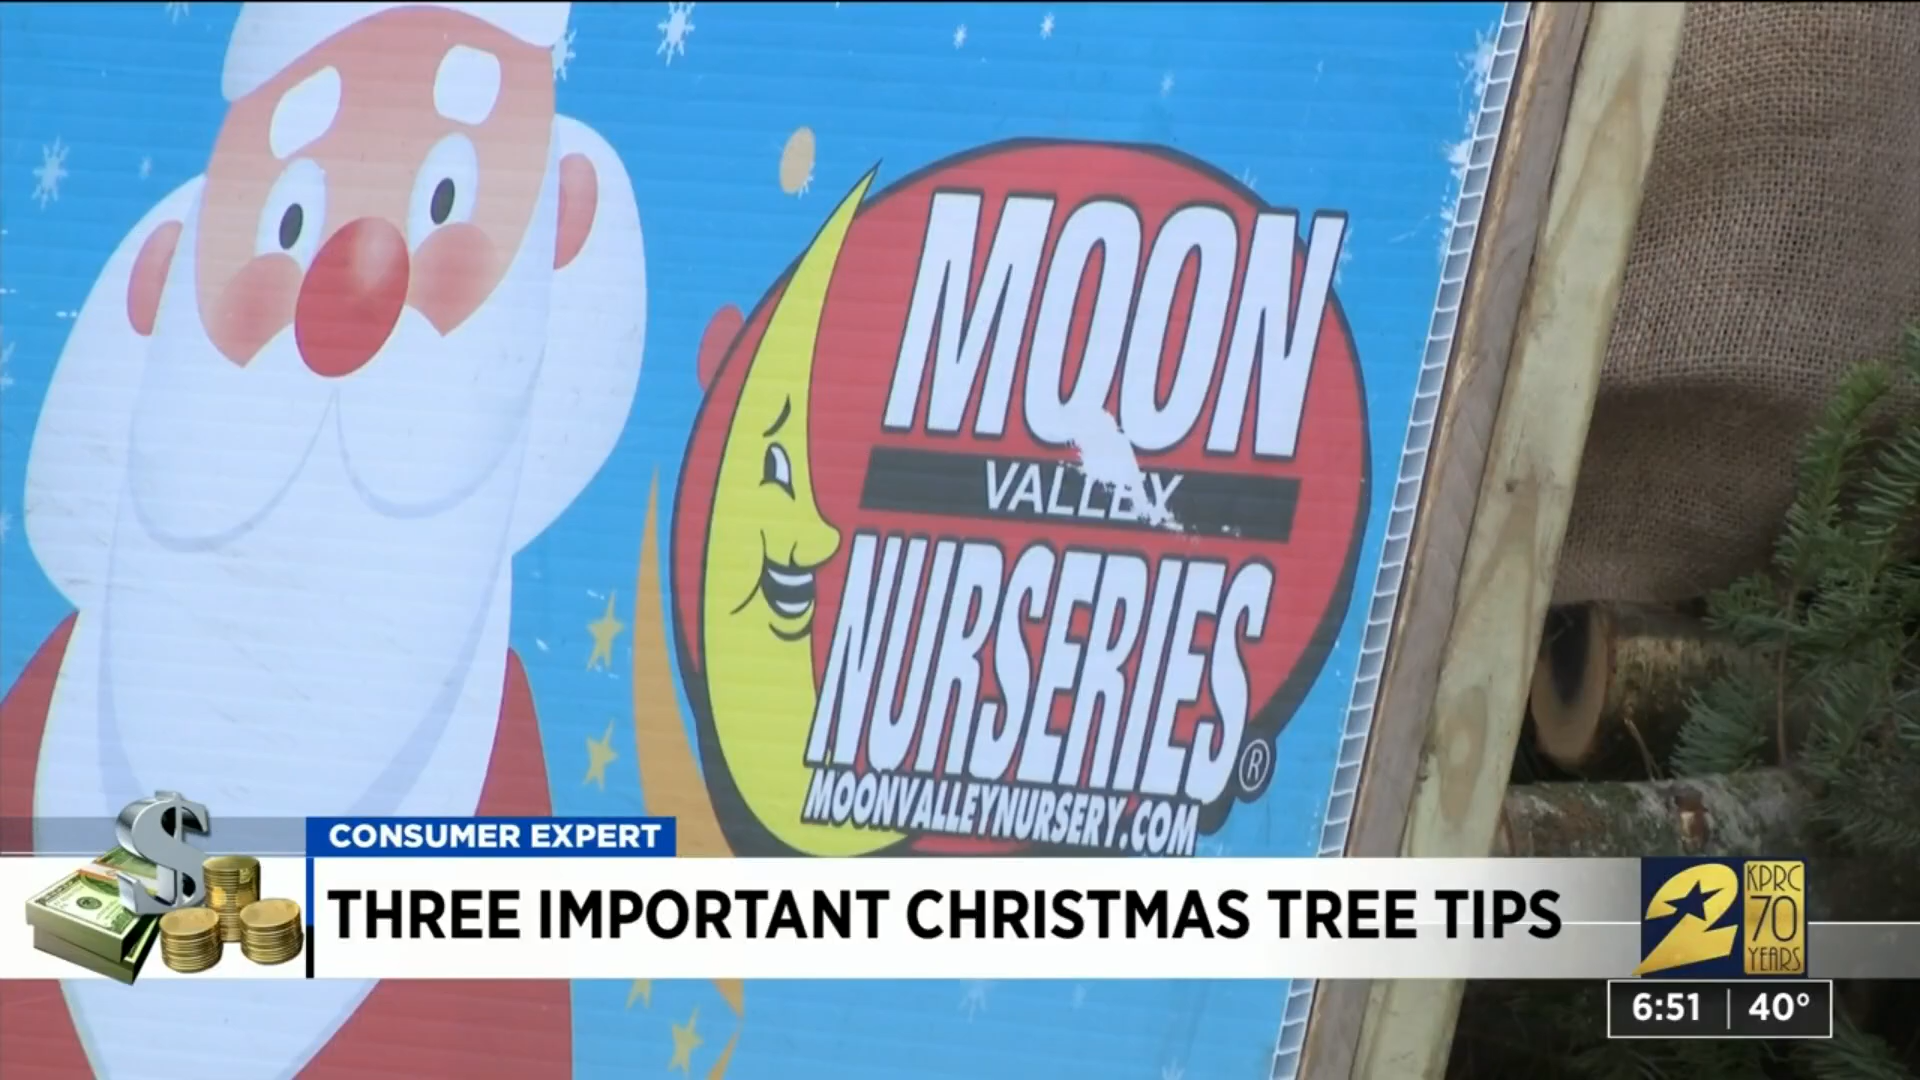 MOON
VALLEY
NURSERIES
®
MOONVALLEYNURSERY.COM
CONSUMER EXPERT
THREE IMPORTANT CHRISTMAS TREE TIPS
2
KPRC
70
YEARS
6:51 40°